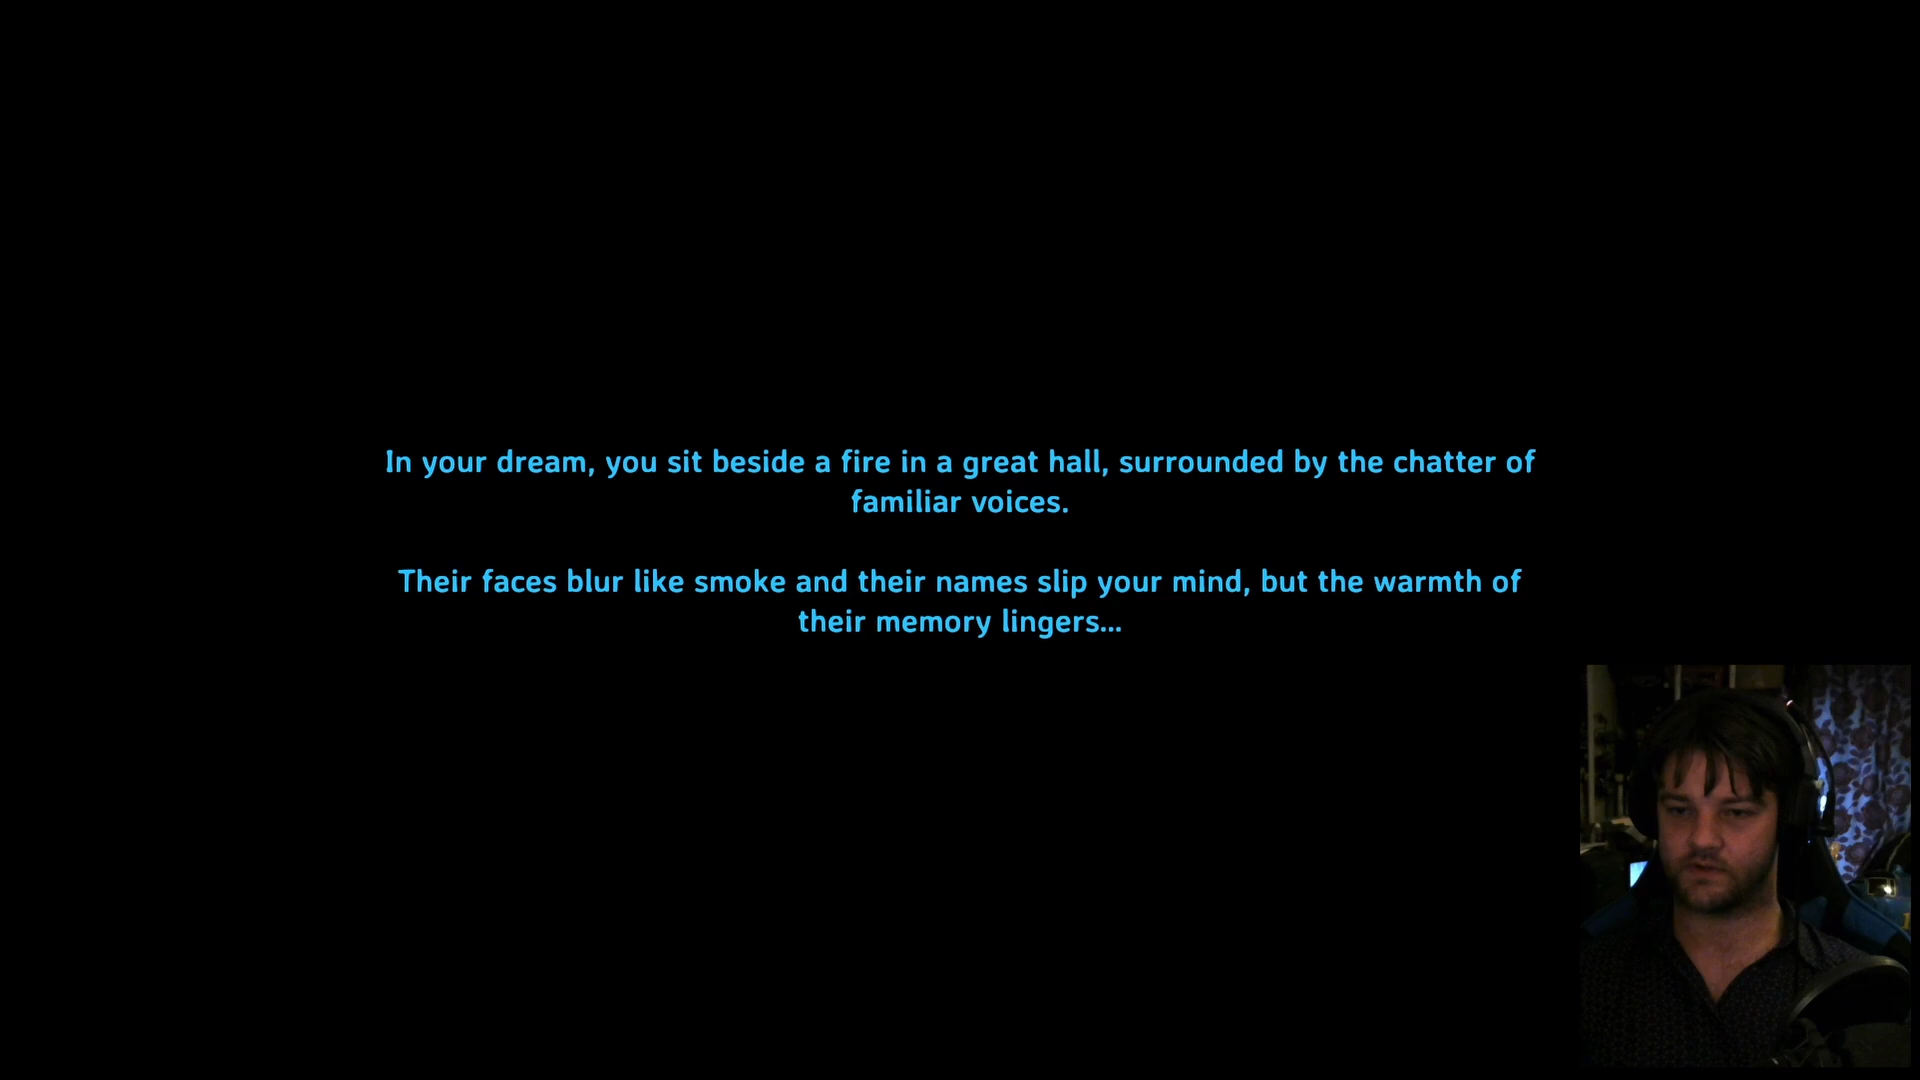 In your dream, you sit beside a fire in a great hall, surrounded by the chatter of
familiar voices.
Their faces blur like smoke and their names slip your mind, but the warmth of
their memory lingers...